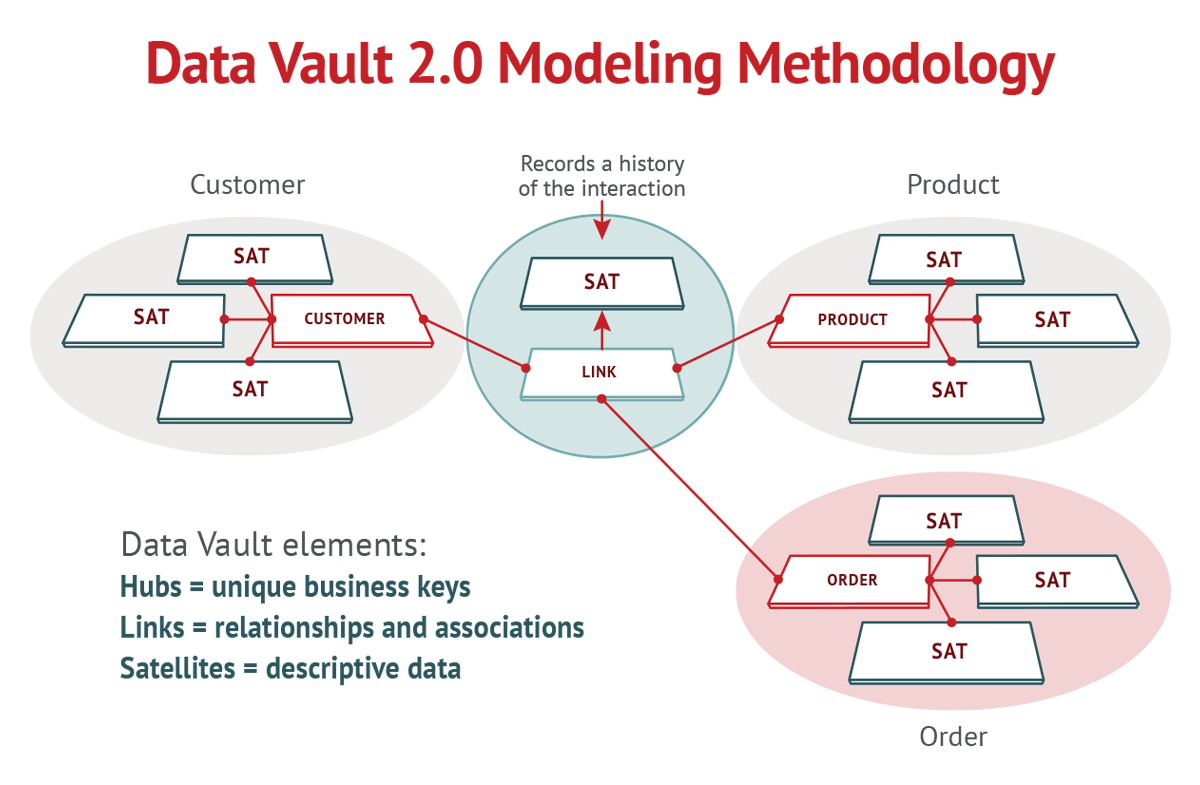 Data Vault 2.0 Modeling Methodology
Customer
Records a history
of the interaction
Product
SAT
SAT
CUSTOMER
SAT
SAT
LINK
SAT
PRODUCT
SAT
SAT
SAT
ORDER
SAT
SAT
Order
Data Vault elements:
Hubs = unique business keys
Links = relationships and associations
Satellites = descriptive data